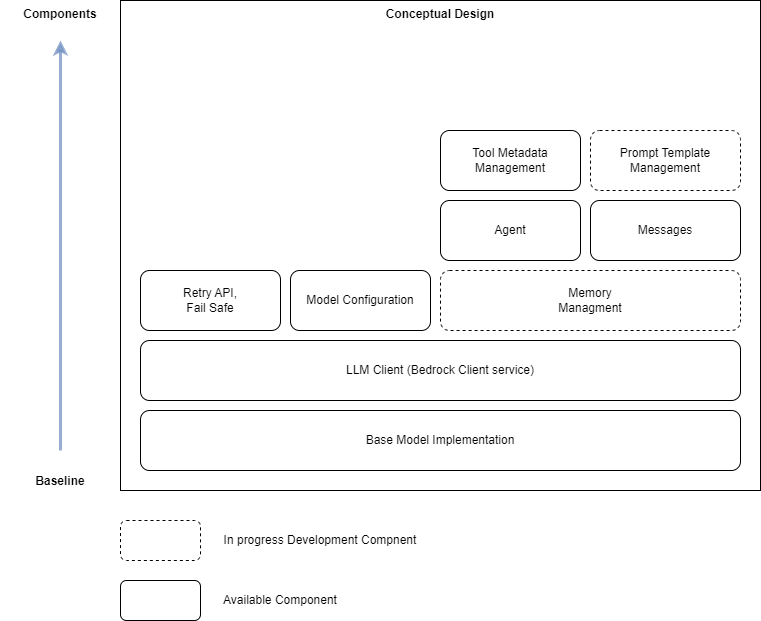 Components
Conceptual Design
Tool Metadata
Management
Prompt Template
Management
Agent
Messages
Retry API,
Fail Safe
Model Configuration
Memory
Managment
LLM Client (Bedrock Client service)
Base Model Implementation
Baseline
In progress Development Compnent
Available Component